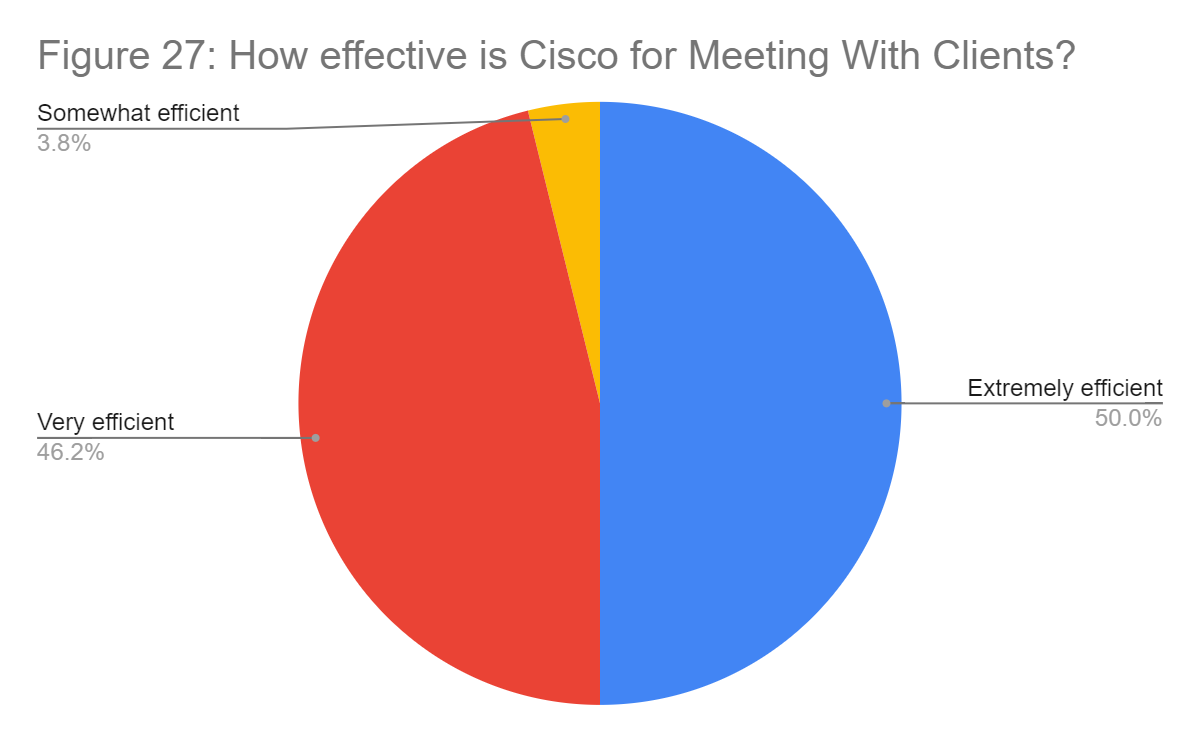 Figure 27: How effective is Cisco for Meeting With Clients?
Somewhat efficient
3.8%
Extremely efficient
50.0%
Very efficient
46.2%